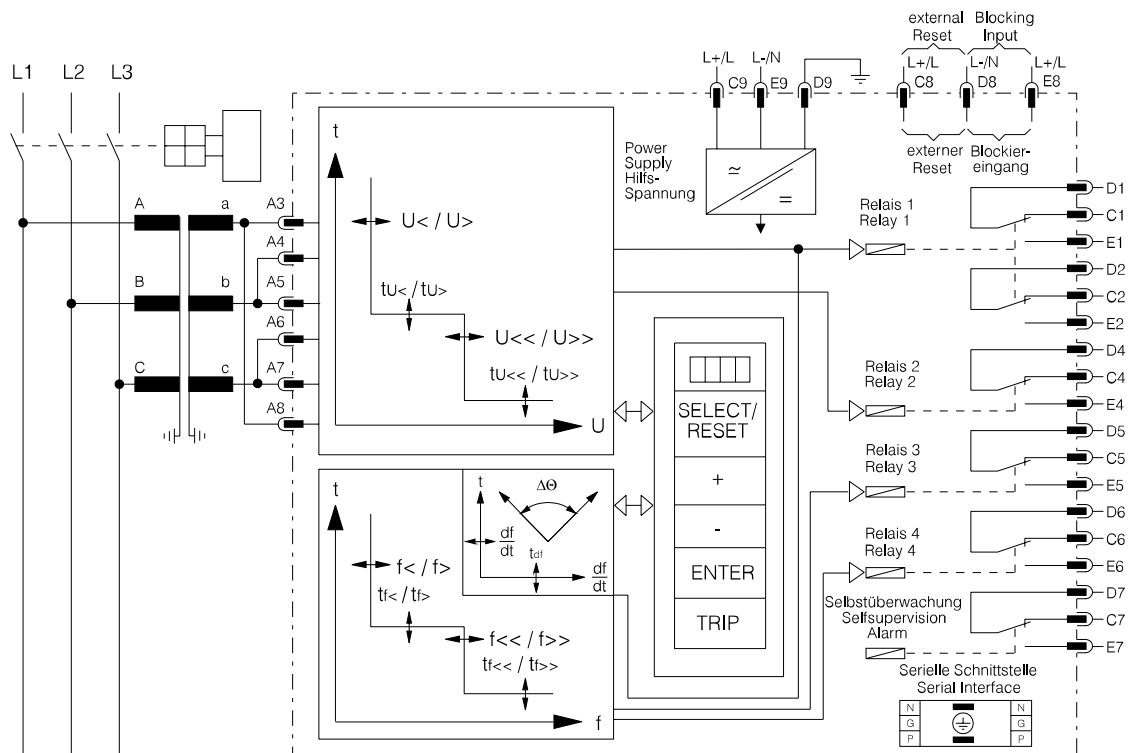 external
Reset
Blocking
Input
L1
L2
L3
L+/L
L-/N
L+/L
L-/N
L+/L
C9
E9
D9
C8
D8
E8
externer
Reset
Blockier-
eingang
Power
Supply
Hilfs-
Spannung
≃
=
t
U< / U>
tU< / tU>
U<< / U>>
tU<< / tU>>
U
A
a
B
b
C
c
A3
A4
A5
A6
A7
A8
Relais 1
Relay 1
Relais 2
Relay 2
Relais 3
Relay 3
Relais 4
Relay 4
Selbstüberwachung
Selfsupervision
Alarm
D1
C1
E1
D2
C2
E2
D4
C4
E4
D5
C5
E5
D6
C6
E6
D7
C7
E7
SELECT/
RESET
+
-
ENTER
TRIP
t
f< / f>
tf< / tf>
f<< / f>>
tf<< / tf>>
f
t
ΔΘ
df
dt
tdf
df
dt
Serielle Schnittstelle
Serial Interface
N
G
P
N
G
P